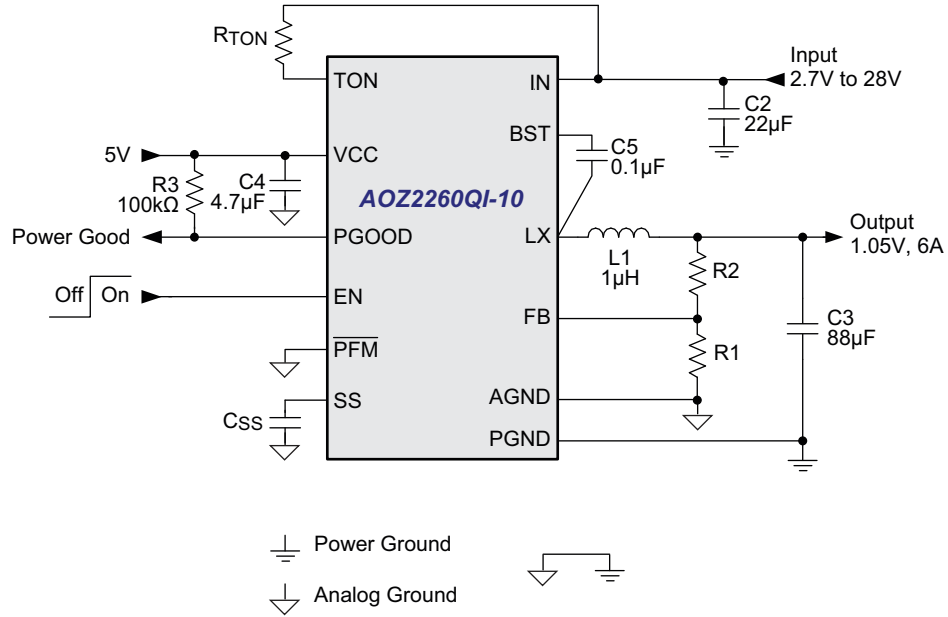 RTON
TON
IN
Input
2.7V to 28V
C2
22µF
BST
C5
0.1µF
5V
VCC
R3
100kΩ
C4
4.7µF
AOZ2260QI-10
Power Good
PGOOD
LX
L1
1µH
Output
1.05V, 6A
R2
Off On
EN
FB
C3
88µF
R1
PFM
SS
AGND
CSS
PGND
Power Ground
Analog Ground